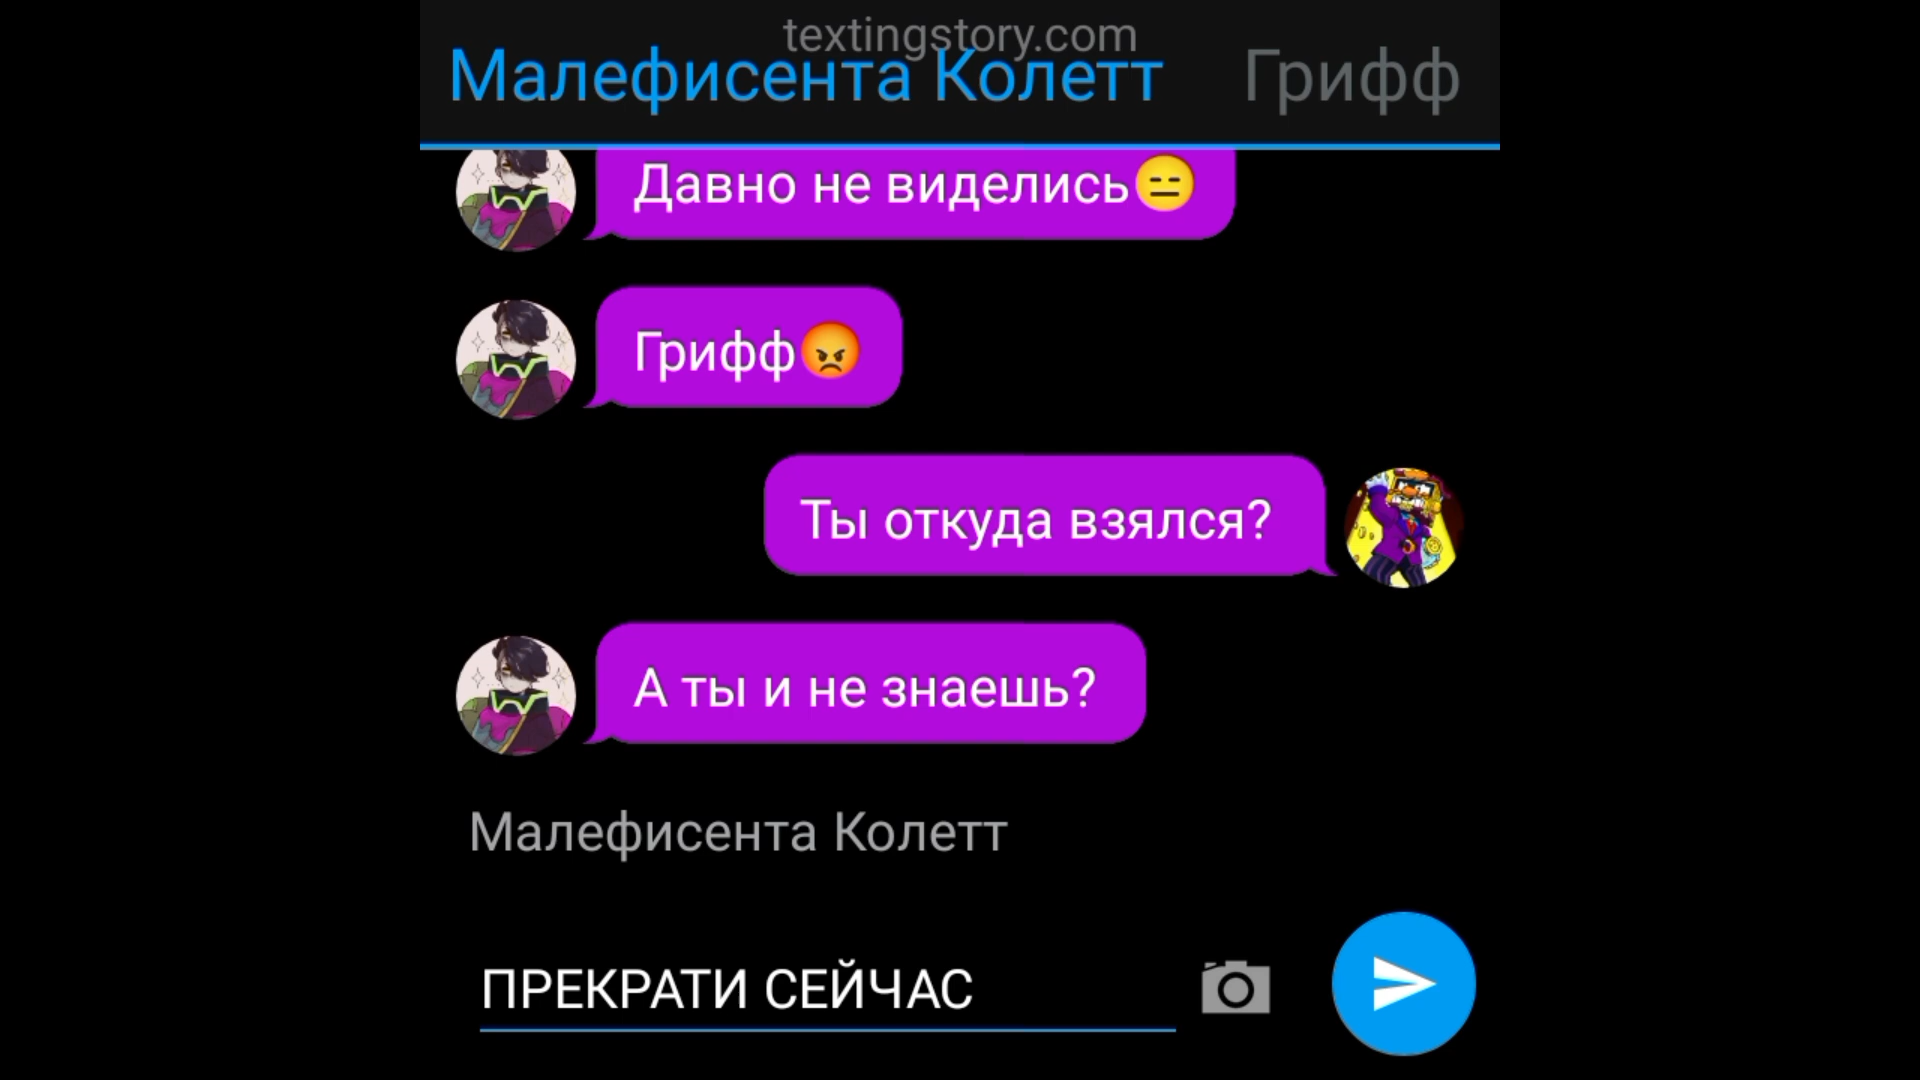 textingstory.com
Малефисента Колетт Грифф
Давно не виделись😑
Грифф😡
Ты откуда взялся?
А ты и не знаешь?
Малефисента Колетт
ПРЕКРАТИ СЕЙЧАС